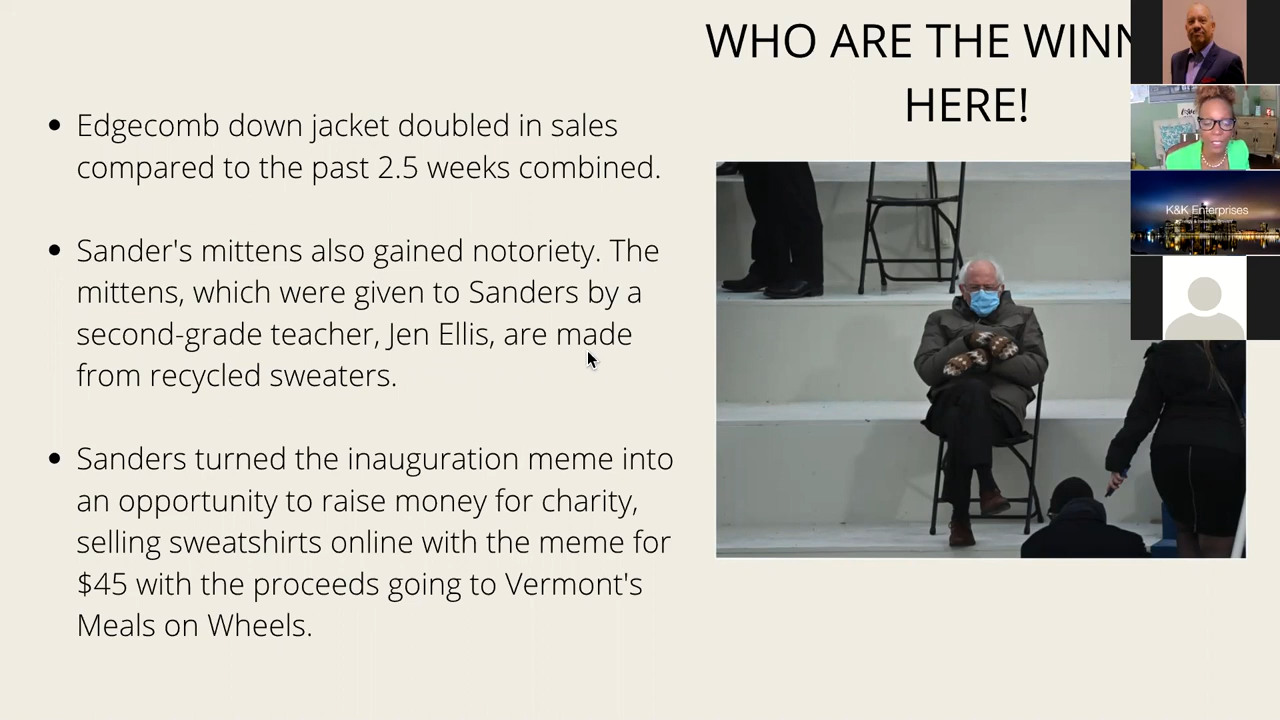 WHO ARE THE WINN
HERE!
• Edgecomb down jacket doubled in sales
compared to the past 2.5 weeks combined.
• Sander's mittens also gained notoriety. The
mittens, which were given to Sanders by a
second-grade teacher, Jen Ellis, are made
from recycled sweaters.
• Sanders turned the inauguration meme into
an opportunity to raise money for charity,
selling sweatshirts online with the meme for
$45 with the proceeds going to Vermont's
Meals on Wheels.
K&K Enterprises